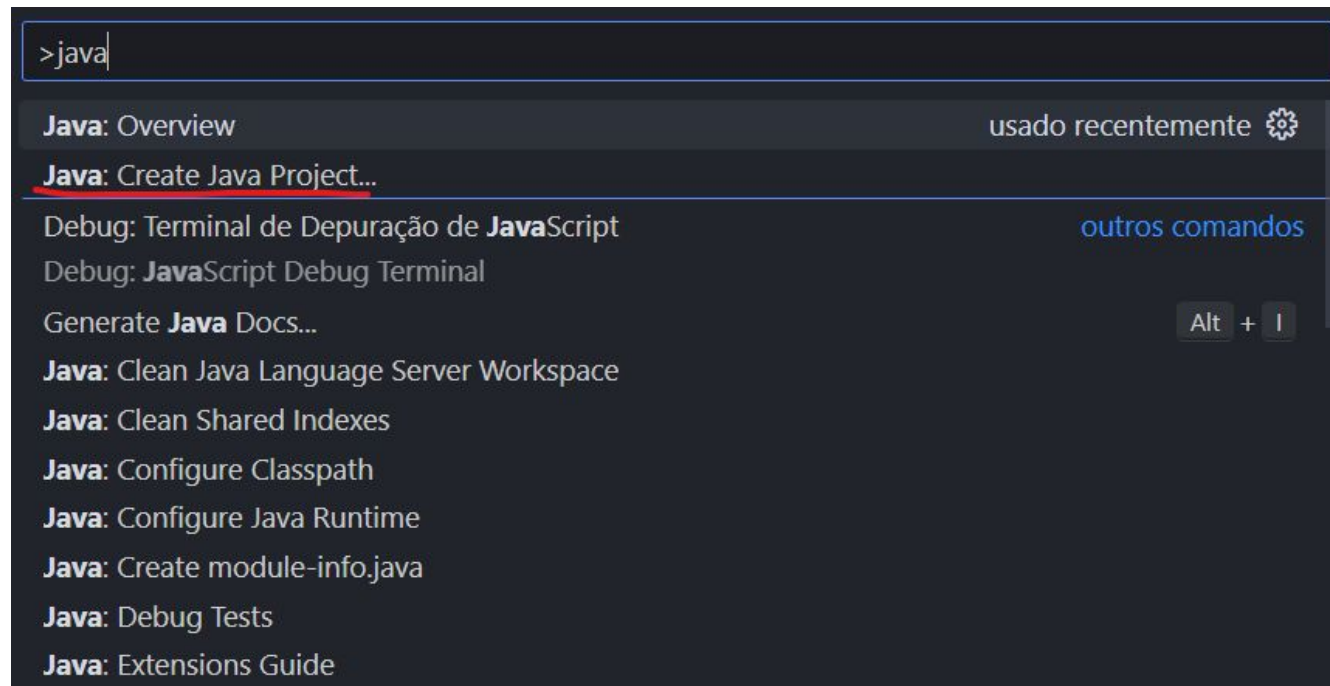 >java
Java: Overview usado recentemente
Java: Create Java Project...
Debug: Terminal de Depuração de JavaScript outros comandos
Debug: JavaScript Debug Terminal
Generate Java Docs... Alt + I
Java: Clean Java Language Server Workspace
Java: Clean Shared Indexes
Java: Configure Classpath
Java: Configure Java Runtime
Java: Create module-info.java
Java: Debug Tests
Java: Extensions Guide